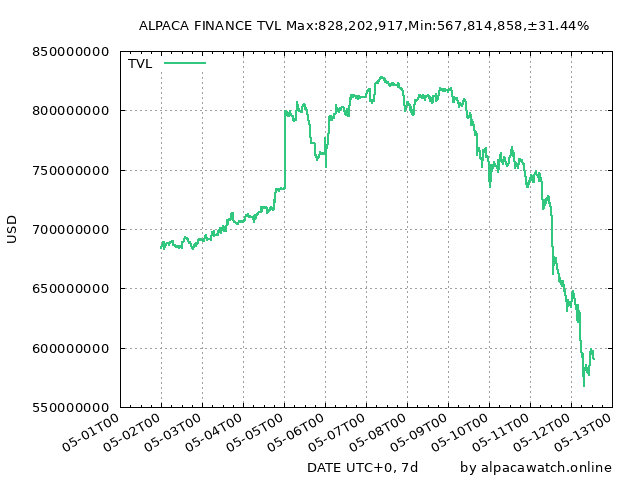 ALPACA FINANCE TVL Max:828,202,917,Min:567,814,858,±31.44%
850000000
TVL
800000000
750000000
700000000
USD
650000000
600000000
550000000
05-01T00 05-02T00 05-03T00 05-04T00 05-05T00 05-06T00 05-07T00 05-08T00 05-09T00 05-10T00 05-11T00 05-12T00 05-13T00
DATE UTC+0, 7d by alpacawatch.online